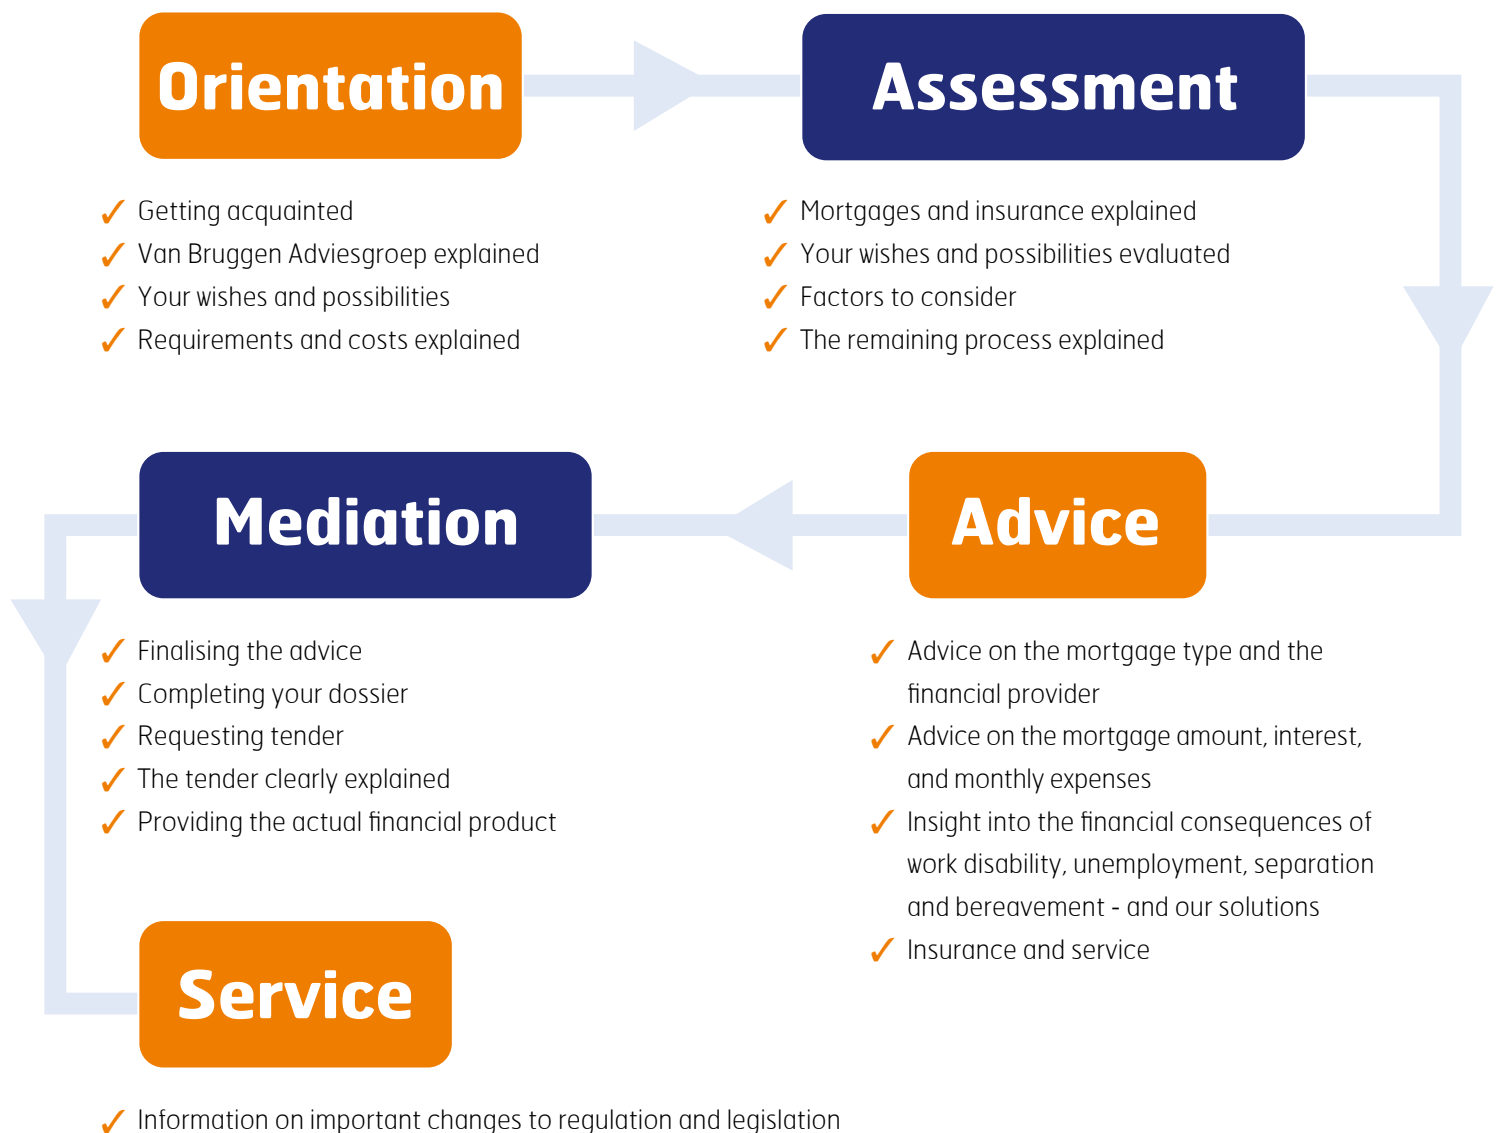 Orientation
Getting acquainted
Van Bruggen Adviesgroep explained
Your wishes and possibilities
Requirements and costs explained
Assessment
Mortgages and insurance explained
Your wishes and possibilities evaluated
Factors to consider
The remaining process explained
Advice
Advice on the mortgage type and the
financial provider
Advice on the mortgage amount, interest,
and monthly expenses
Insight into the financial consequences of
work disability, unemployment, separation
and bereavement - and our solutions
Insurance and service
Mediation
Finalising the advice
Completing your dossier
Requesting tender
The tender clearly explained
Providing the actual financial product
Service
Information on important changes to regulation and legislation